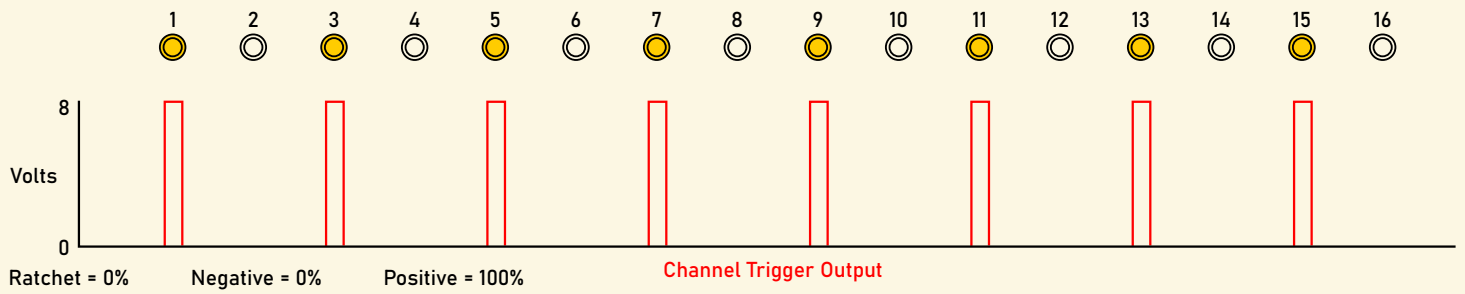 1 2 3 4 5 6 7 8 9 10 11 12 13 14 15 16
8
Volts
0
Ratchet = 0% Negative = 0% Positive = 100% Channel Trigger Output